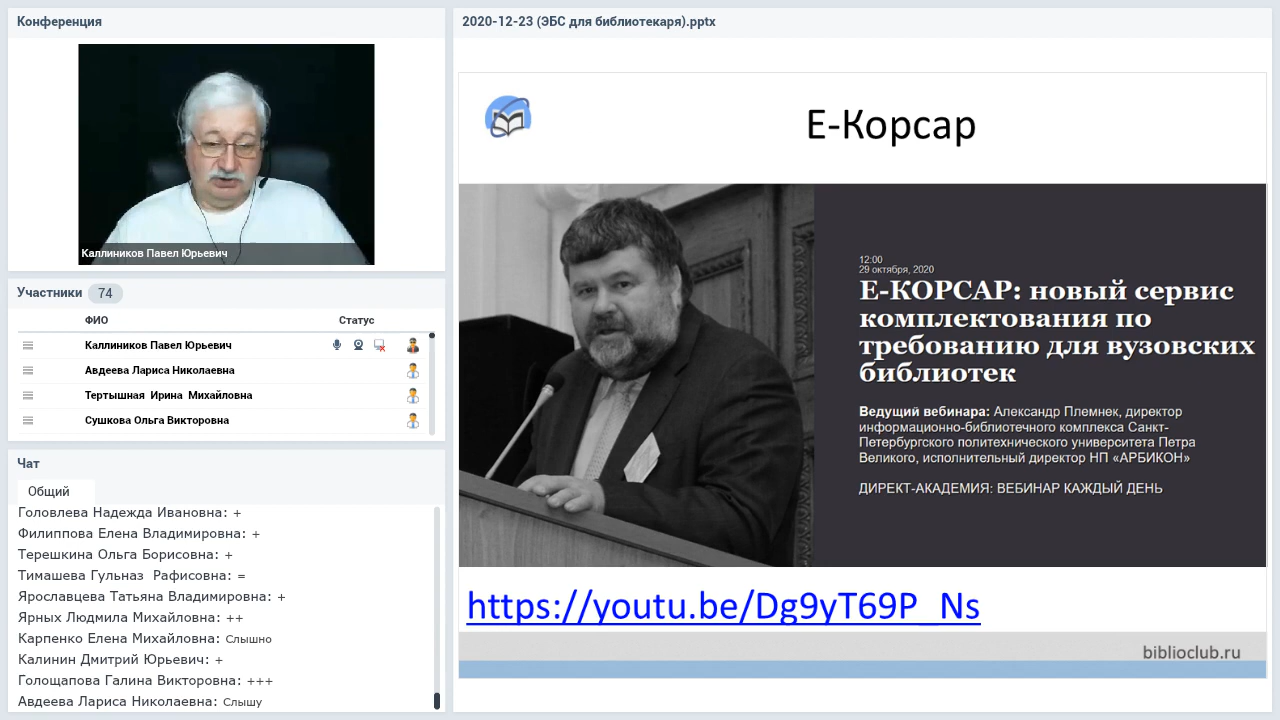 Конференция
Каллиников Павел Юрьевич
Участники 74
ФИО Статус
Каллиников Павел Юрьевич
Авдеева Лариса Николаевна
Тертышная Ирина Михайловна
Сушкова Ольга Викторовна
Чат
Общий
Головлева Надежда Ивановна: +
Филиппова Елена Владимировна: +
Терешкина Ольга Борисовна: +
Тимашева Гульназ Рафисовна: =
Ярославцева Татьяна Владимировна: +
Ярных Людмила Михайловна: ++
Карпенко Елена Михайловна: Слышно
Калинин Дмитрий Юрьевич: +
Голощапова Галина Викторовна: +++
Авдеева Лариса Николаевна: Слышу
2020-12-23 (ЭБС для библиотекаря).pptx
Е-Корсар
12:00
29 октября, 2020
Е-КОРСАР: новый сервис
комплектования по
требованию для вузовских
библиотек
Ведущий вебинара: Александр Племнек, директор
информационно-библиотечного комплекса Санкт-
Петербургского политехнического университета Петра
Великого, исполнительный директор НП «АРБИКОН»
ДИРЕКТ-АКАДЕМИЯ: ВЕБИНАР КАЖДЫЙ ДЕНЬ
https://youtu.be/Dg9yT69P_Ns
biblioclub.ru